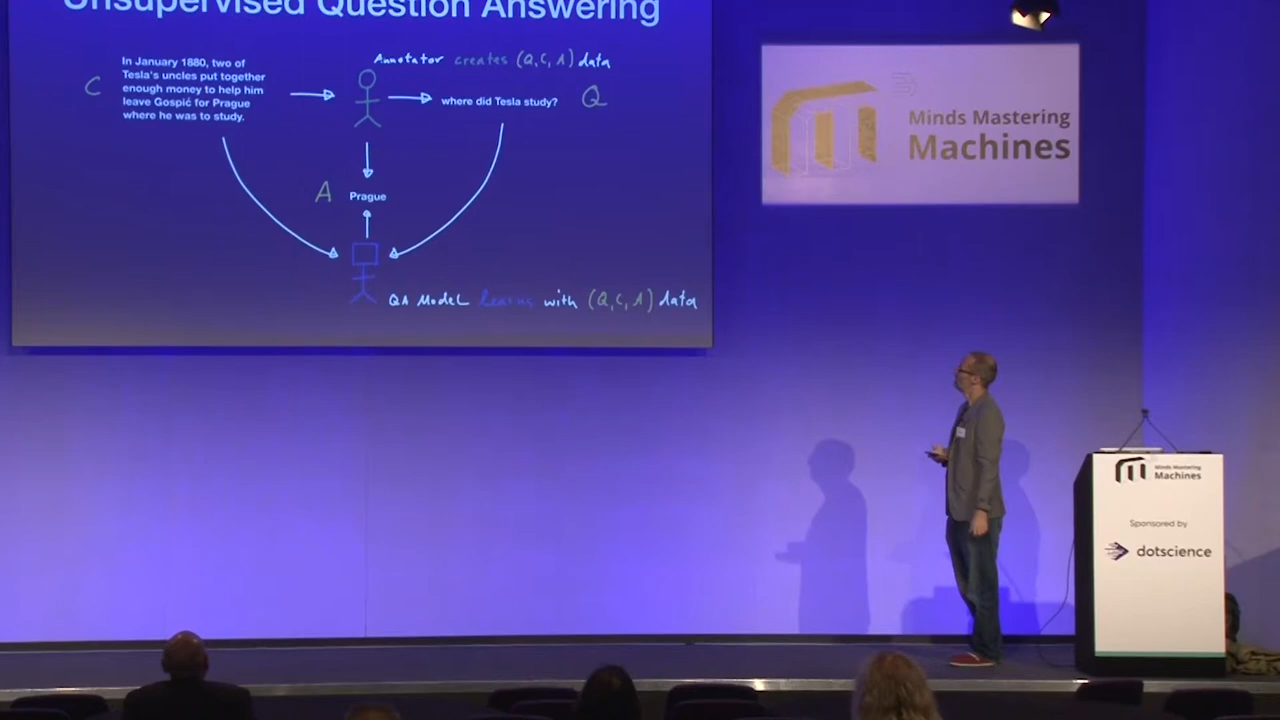 Unsupervised Question Answering
Annotator creates (Q, C, A) data
C
In January 1880, two of
Tesla's uncles put together
enough money to help him
leave Gospić for Prague
where he was to study.
where did Tesla study?
Q
A
Prague
QA Model learns with (Q, C, A) data
Minds Mastering
Machines
Minds Mastering
Machines
Sponsored by
dotscience